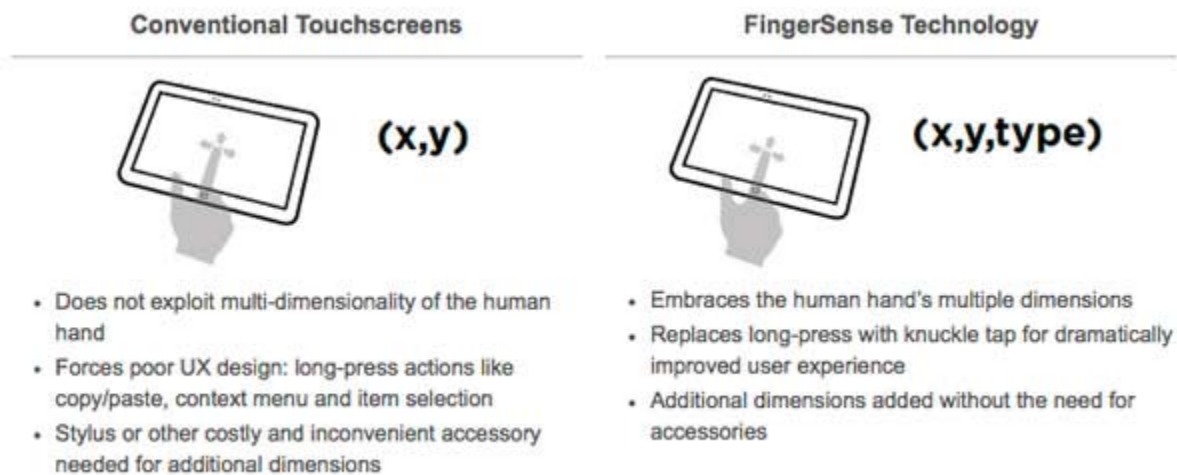 Conventional Touchscreens
(x,y)
• Does not exploit multi-dimensionality of the human
hand
• Forces poor UX design: long-press actions like
copy/paste, context menu and item selection
• Stylus or other costly and inconvenient accessory
needed for additional dimensions
FingerSense Technology
(x,y,type)
• Embraces the human hand's multiple dimensions
• Replaces long-press with knuckle tap for dramatically
improved user experience
• Additional dimensions added without the need for
accessories